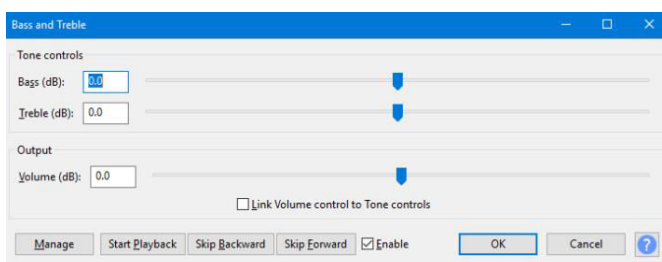 Bass and Treble
Tone controls
Bass (dB): 0.0
Treble (dB): 0.0
Output
Volume (dB): 0.0
Link Volume control to Tone controls
Manage Start Playback Skip Backward Skip Forward Enable OK Cancel ?